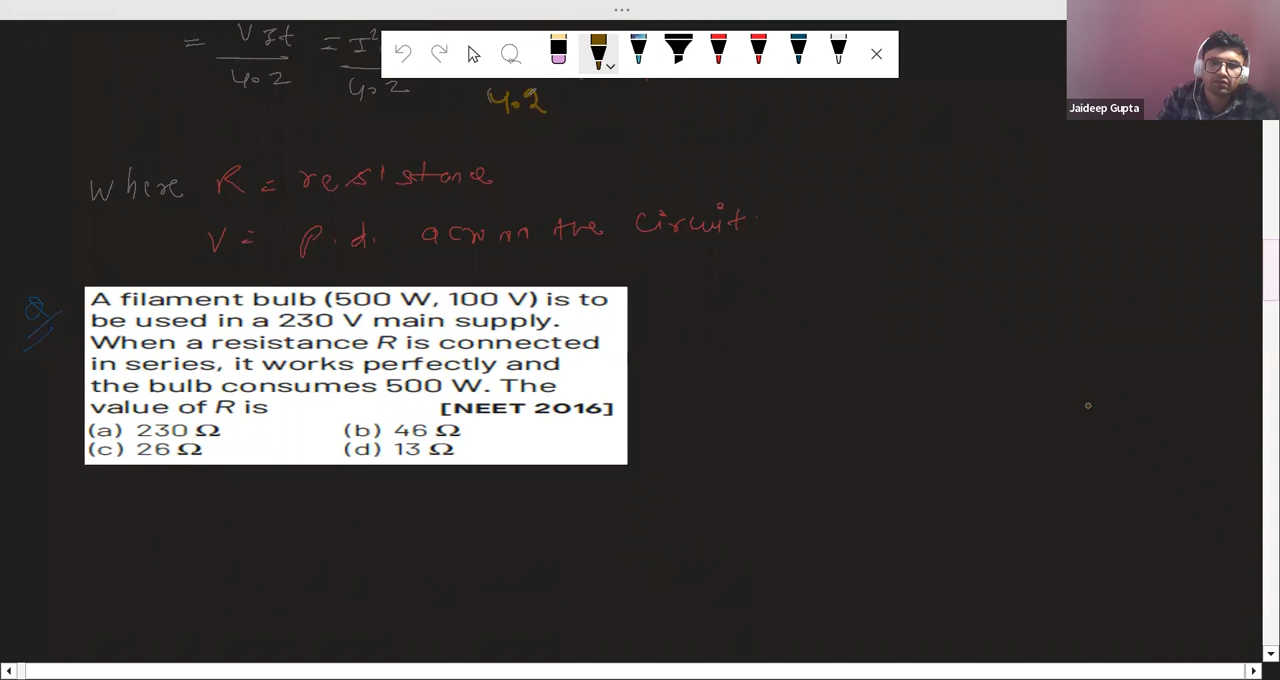 = VIt = I²
4.2 4.2
4.2
Jaideep Gupta
where R = resistance
V = p.d. across the circuit.
Q
A filament bulb (500 W, 100 V) is to
be used in a 230 V main supply.
When a resistance R is connected
in series, it works perfectly and
the bulb consumes 500 W. The
value of R is [NEET 2016]
(a) 230 Ω (b) 46 Ω
(c) 26 Ω (d) 13 Ω